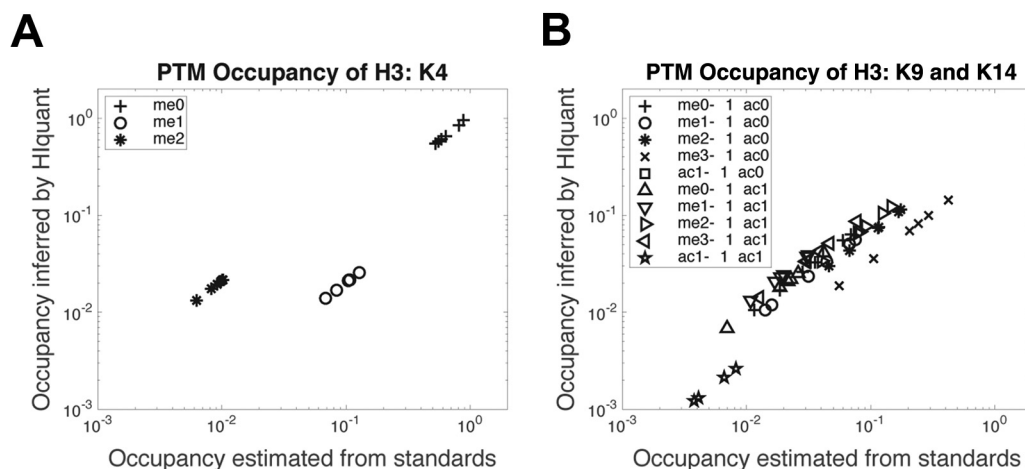 A
PTM Occupancy of H3: K4
Occupancy inferred by HIquant
10^0
10^-1
10^-2
10^-3
me0
me1
me2
10^-3
10^-2
10^-1
10^0
Occupancy estimated from standards
B
PTM Occupancy of H3: K9 and K14
Occupancy inferred by HIquant
10^0
10^-1
10^-2
10^-3
me0- 1 ac0
me1- 1 ac0
me2- 1 ac0
me3- 1 ac0
ac1- 1 ac0
me0- 1 ac1
me1- 1 ac1
me2- 1 ac1
me3- 1 ac1
ac1- 1 ac1
10^-3
10^-2
10^-1
10^0
Occupancy estimated from standards